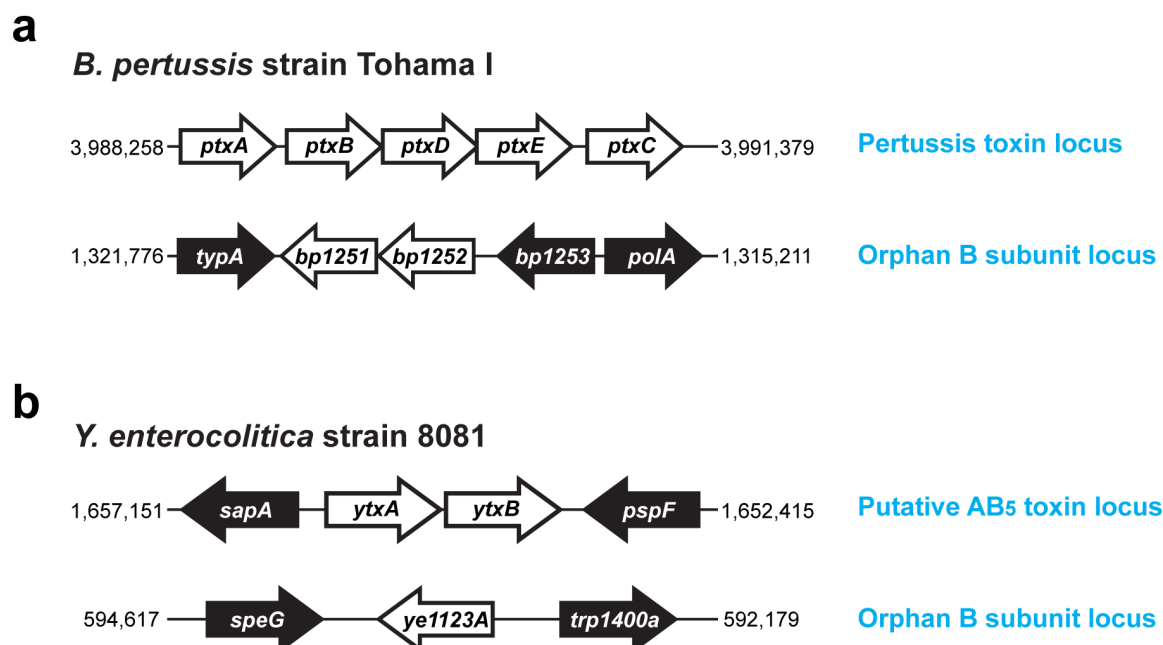 a
B. pertussis strain Tohama I
3,988,258 ptxA ptxB ptxD ptxE ptxC 3,991,379 Pertussis toxin locus
1,321,776 typA bp1251 bp1252 bp1253 polA 1,315,211 Orphan B subunit locus
b
Y. enterocolitica strain 8081
1,657,151 sapA ytxA ytxB pspF 1,652,415 Putative AB5 toxin locus
594,617 speG ye1123A trp1400a 592,179 Orphan B subunit locus